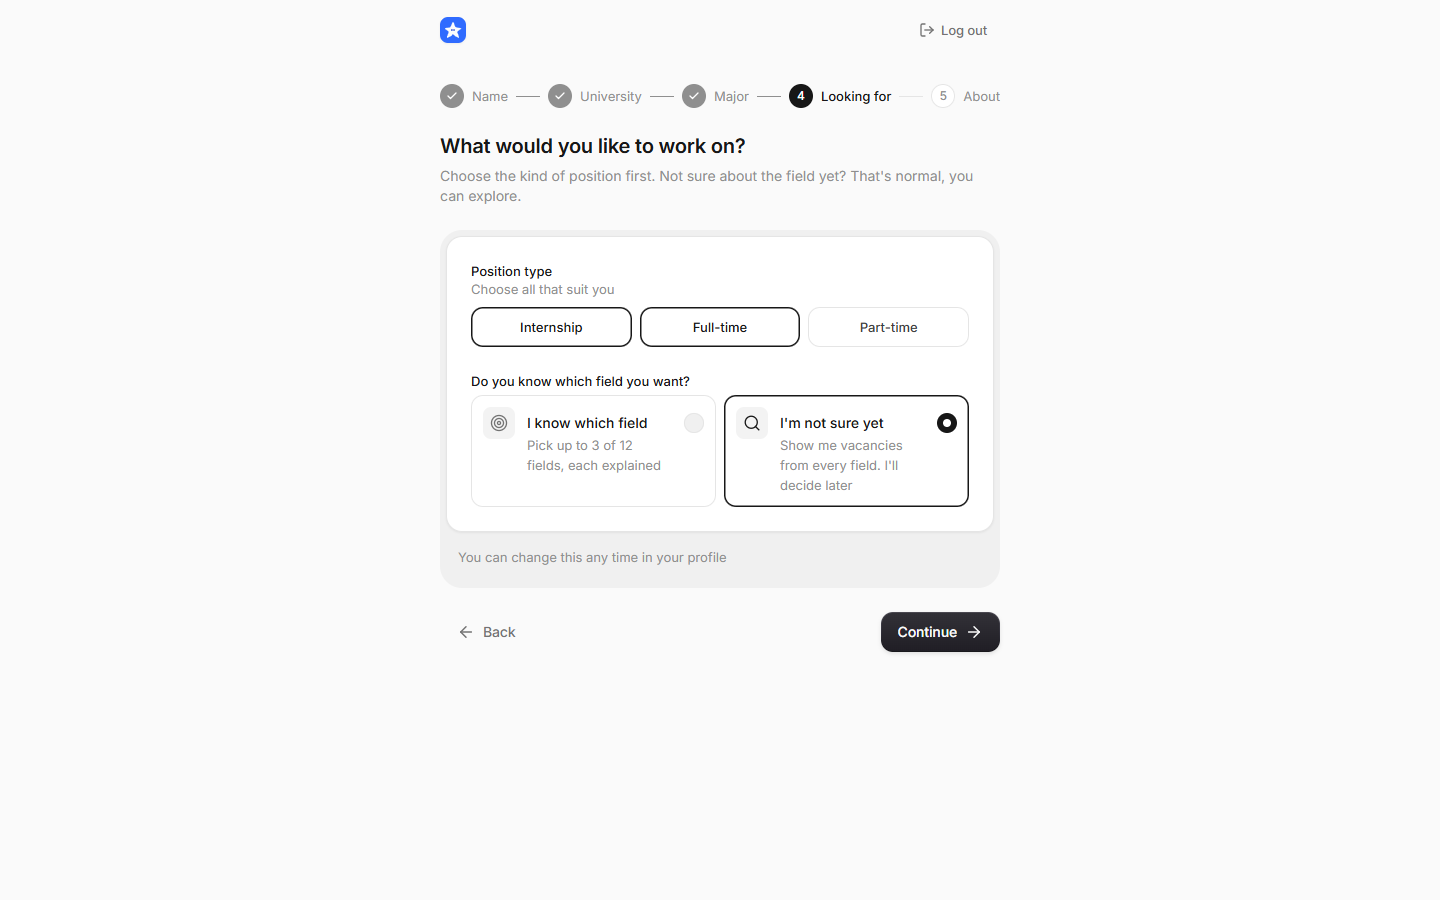 Log out
Name
University
Major
4 Looking for
5 About
What would you like to work on?
Choose the kind of position first. Not sure about the field yet? That's normal, you
can explore.
Position type
Choose all that suit you
Internship
Full-time
Part-time
Do you know which field you want?
I know which field
Pick up to 3 of 12
fields, each explained
I'm not sure yet
Show me vacancies
from every field. I'll
decide later
You can change this any time in your profile
Back
Continue